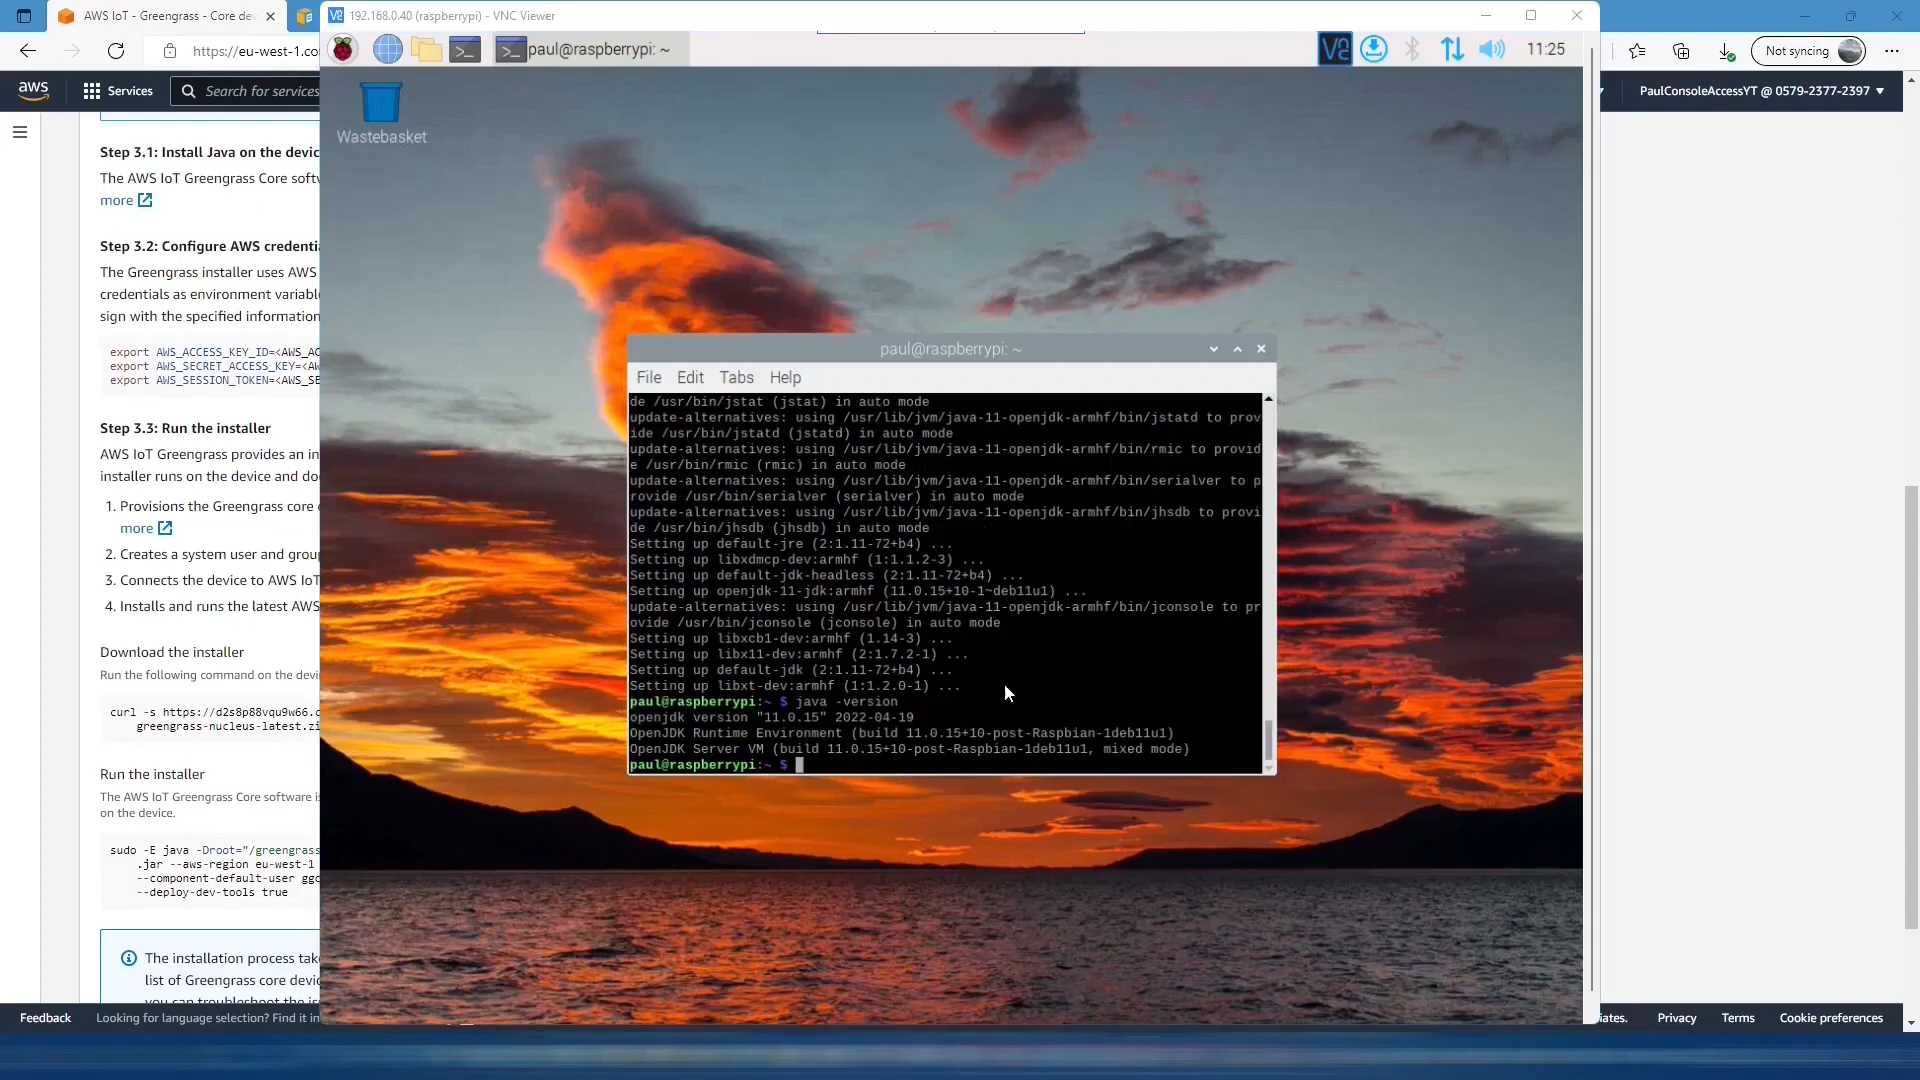 AWS IoT - Greengrass - Core de
https://eu-west-1.co
Not syncing
aws
Services
Search for services
PaulConsoleAccessYT @ 0579-2377-2397
Step 3.1: Install Java on the devic
The AWS IoT Greengrass Core soft
more
Step 3.2: Configure AWS credentia
The Greengrass installer uses AWS
credentials as environment variabl
sign with the specified information
export AWS_ACCESS_KEY_ID=<AWS_AC
export AWS_SECRET_ACCESS_KEY=<AW
export AWS_SESSION_TOKEN=<AWS_SE
Step 3.3: Run the installer
AWS IoT Greengrass provides an in
installer runs on the device and do
1. Provisions the Greengrass core
more
2. Creates a system user and group
3. Connects the device to AWS IoT
4. Installs and runs the latest AWS
Download the installer
Run the following command on the devi
curl -s https://d2s8p88vqu9w66.c
greengrass-nucleus-latest.zi
Run the installer
The AWS IoT Greengrass Core software is
on the device.
sudo -E java -Droot="/greengrass
.jar --aws-region eu-west-1
--component-default-user ggc
--deploy-dev-tools true
The installation process take
list of Greengrass core devic
you can troubleshoot the is
Feedback
Looking for language selection? Find it in
iates.
Privacy
Terms
Cookie preferences
192.168.0.40 (raspberrypi) - VNC Viewer
paul@raspberrypi: ~
11:25
Wastebasket
paul@raspberrypi: ~
File Edit Tabs Help
de /usr/bin/jstat (jstat) in auto mode
update-alternatives: using /usr/lib/jvm/java-11-openjdk-armhf/bin/jstatd to prov
ide /usr/bin/jstatd (jstatd) in auto mode
update-alternatives: using /usr/lib/jvm/java-11-openjdk-armhf/bin/rmic to provid
e /usr/bin/rmic (rmic) in auto mode
update-alternatives: using /usr/lib/jvm/java-11-openjdk-armhf/bin/serialver to p
rovide /usr/bin/serialver (serialver) in auto mode
update-alternatives: using /usr/lib/jvm/java-11-openjdk-armhf/bin/jhsdb to provi
de /usr/bin/jhsdb (jhsdb) in auto mode
Setting up default-jre (2:1.11-72+b4) ...
Setting up libxdmcp-dev:armhf (1:1.1.2-3) ...
Setting up default-jdk-headless (2:1.11-72+b4) ...
Setting up openjdk-11-jdk:armhf (11.0.15+10-1~deb11u1) ...
update-alternatives: using /usr/lib/jvm/java-11-openjdk-armhf/bin/jconsole to pr
ovide /usr/bin/jconsole (jconsole) in auto mode
Setting up libxcb1-dev:armhf (1.14-3) ...
Setting up libx11-dev:armhf (2:1.7.2-1) ...
Setting up default-jdk (2:1.11-72+b4) ...
Setting up libxt-dev:armhf (1:1.2.0-1) ...
paul@raspberrypi:~ $ java -version
openjdk version "11.0.15" 2022-04-19
OpenJDK Runtime Environment (build 11.0.15+10-post-Raspbian-1deb11u1)
OpenJDK Server VM (build 11.0.15+10-post-Raspbian-1deb11u1, mixed mode)
paul@raspberrypi:~ $